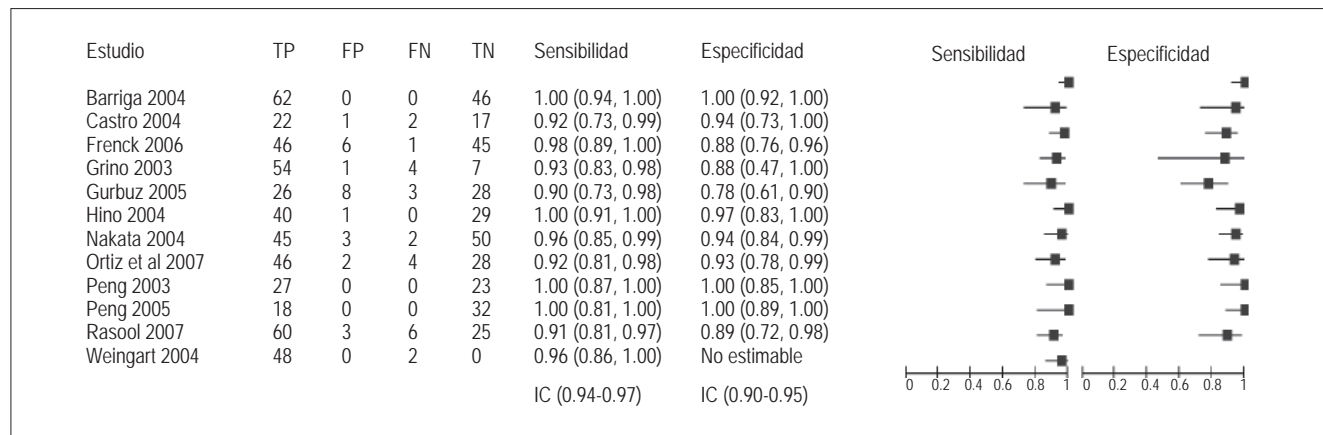 Estudio TP FP FN TN Sensibilidad Especificidad Sensibilidad Especificidad
Barriga 2004 62 0 0 46 1.00 (0.94, 1.00) 1.00 (0.92, 1.00)
Castro 2004 22 1 2 17 0.92 (0.73, 0.99) 0.94 (0.73, 1.00)
Frenck 2006 46 6 1 45 0.98 (0.89, 1.00) 0.88 (0.76, 0.96)
Grino 2003 54 1 4 7 0.93 (0.83, 0.98) 0.88 (0.47, 1.00)
Gurbuz 2005 26 8 3 28 0.90 (0.73, 0.98) 0.78 (0.61, 0.90)
Hino 2004 40 1 0 29 1.00 (0.91, 1.00) 0.97 (0.83, 1.00)
Nakata 2004 45 3 2 50 0.96 (0.85, 0.99) 0.94 (0.84, 0.99)
Ortiz et al 2007 46 2 4 28 0.92 (0.81, 0.98) 0.93 (0.78, 0.99)
Peng 2003 27 0 0 23 1.00 (0.87, 1.00) 1.00 (0.85, 1.00)
Peng 2005 18 0 0 32 1.00 (0.81, 1.00) 1.00 (0.89, 1.00)
Rasool 2007 60 3 6 25 0.91 (0.81, 0.97) 0.89 (0.72, 0.98)
Weingart 2004 48 0 2 0 0.96 (0.86, 1.00) No estimable
0 0.2 0.4 0.6 0.8 1 0 0.2 0.4 0.6 0.8 1
IC (0.94-0.97) IC (0.90-0.95)